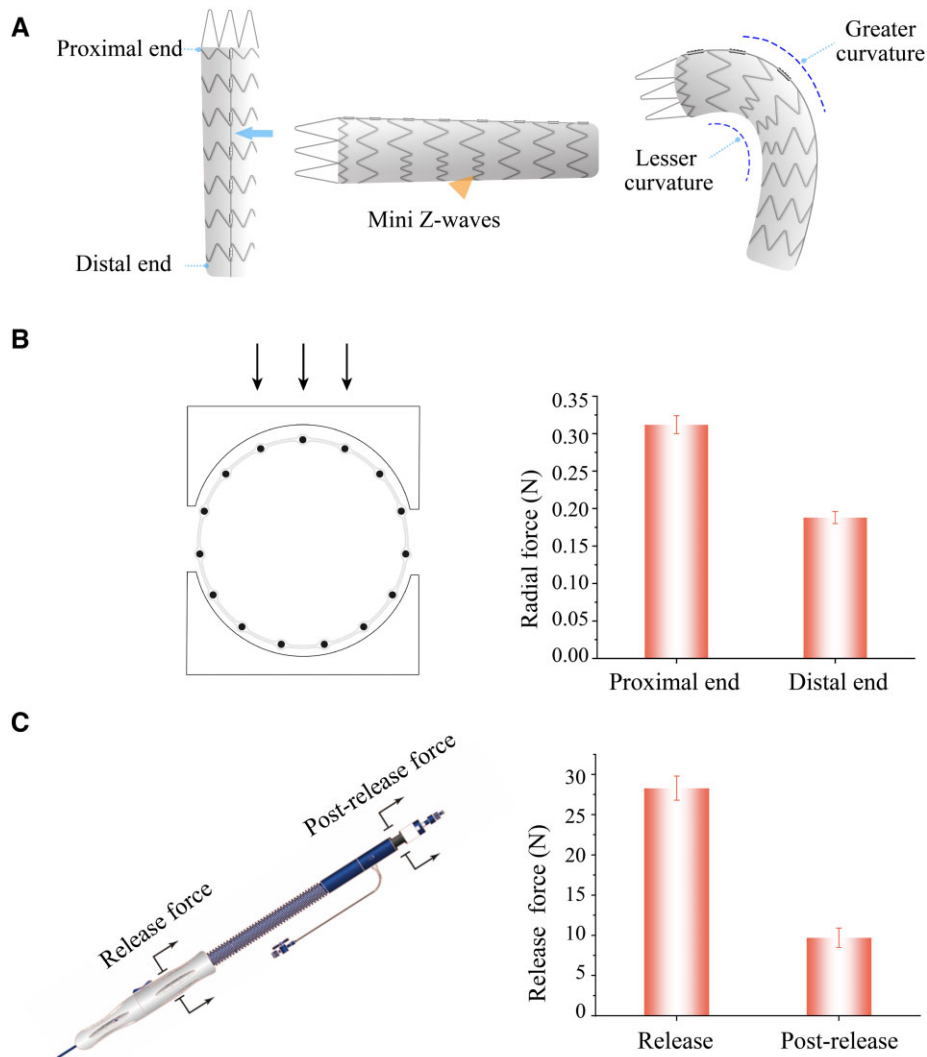 A
Proximal end
Distal end
Mini Z-waves
Greater
curvature
Lesser
curvature
B
Radial force (N)
0.35
0.30
0.25
0.20
0.15
0.10
0.05
0.00
Proximal end
Distal end
C
Release force
Post-release force
Release force (N)
30
25
20
15
10
5
0
Release
Post-release